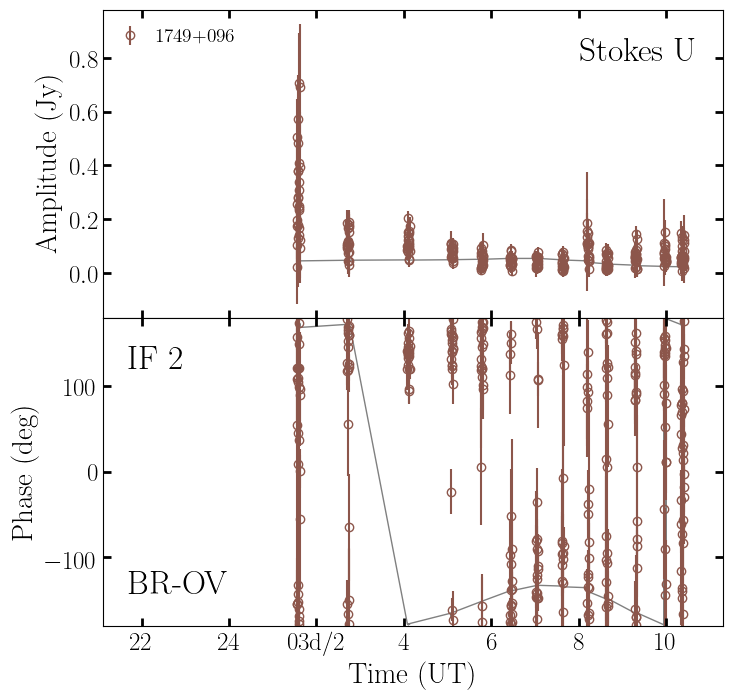 1749+096
Stokes U
Amplitude (Jy)
0.8
0.6
0.4
0.2
0.0
IF 2
Phase (deg)
100
0
−100
BR-OV
22 24 03d/2 4 6 8 10
Time (UT)